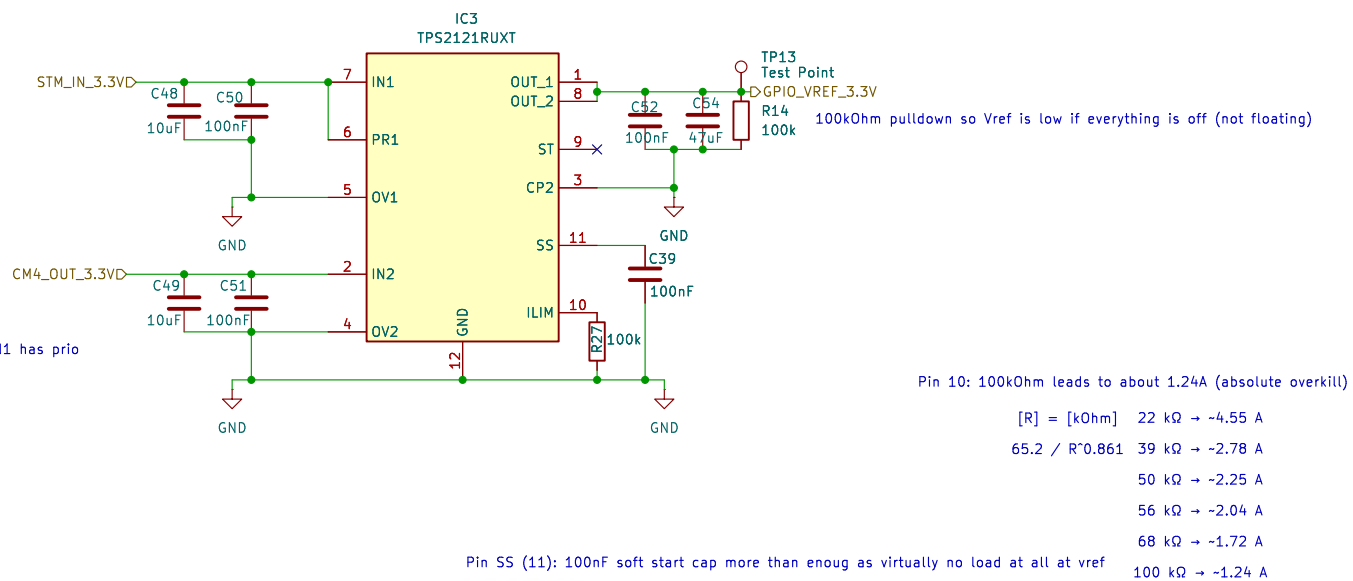 IC3
TPS2121RUXT
STM_IN_3.3V
C48
10uF
C50
100nF
7
IN1
6
PR1
5
OV1
GND
CM4_OUT_3.3V
C49
10uF
C51
100nF
2
IN2
4
OV2
GND
12
GND
OUT_1
1
OUT_2
8
ST
9
CP2
3
SS
11
ILIM
10
C52
100nF
C54
47uF
TP13
Test Point
GPIO_VREF_3.3V
R14
100k
100kOhm pulldown so Vref is low if everything is off (not floating)
GND
C39
100nF
R27
100k
GND
has prio
Pin 10: 100kOhm leads to about 1.24A (absolute overkill)
[R] = [kOhm] 22 kΩ → ~4.55 A
65.2 / R^0.861 39 kΩ → ~2.78 A
50 kΩ → ~2.25 A
56 kΩ → ~2.04 A
68 kΩ → ~1.72 A
100 kΩ → ~1.24 A
Pin SS (11): 100nF soft start cap more than enoug as virtually no load at all at vref